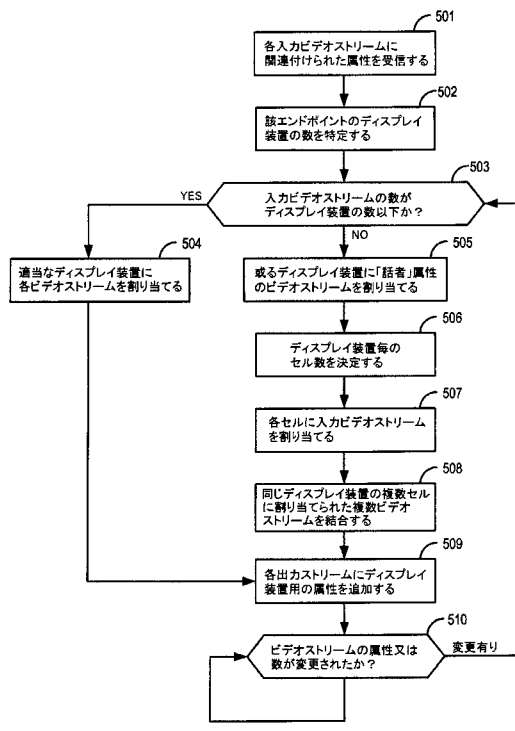 501
各入力ビデオストリームに
関連付けられた属性を受信する
502
該エンドポイントのディスプレイ
装置の数を特定する
503
入力ビデオストリームの数が
ディスプレイ装置の数以下か?
YES
NO
504
適当なディスプレイ装置に
各ビデオストリームを割り当てる
505
或るディスプレイ装置に「話者」属性
のビデオストリームを割り当てる
506
ディスプレイ装置毎の
セル数を決定する
507
各セルに入力ビデオストリーム
を割り当てる
508
同じディスプレイ装置の複数セル
に割り当てられた複数ビデオ
ストリームを結合する
509
各出力ストリームにディスプレイ
装置用の属性を追加する
510
ビデオストリームの属性又は
数が変更されたか?
変更有り